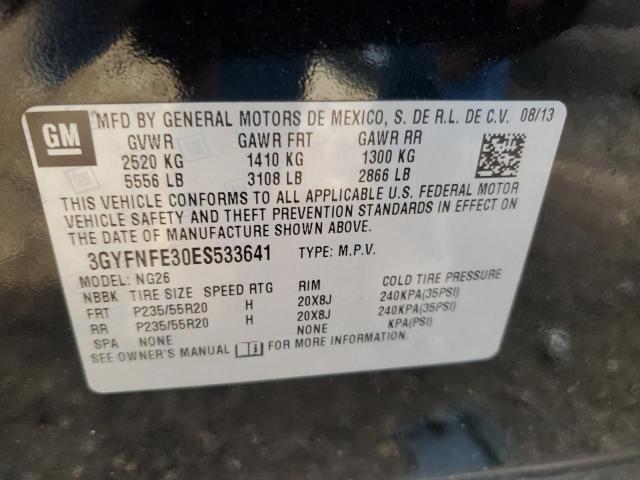 GM
MFD BY GENERAL MOTORS DE MEXICO, S. DE R.L. DE C.V. 08/13
GVWR GAWR FRT GAWR RR
2520 KG 1410 KG 1300 KG
5556 LB 3108 LB 2866 LB
THIS VEHICLE CONFORMS TO ALL APPLICABLE U.S. FEDERAL MOTOR
VEHICLE SAFETY AND THEFT PREVENTION STANDARDS IN EFFECT ON
THE DATE OF MANUFACTURE SHOWN ABOVE.
3GYFNFE30ES533641 TYPE: M.P.V.
MODEL: NG26
NBBK TIRE SIZE SPEED RTG RIM COLD TIRE PRESSURE
FRT P235/55R20 H 20X8J 240KPA(35PSI)
RR P235/55R20 H 20X8J 240KPA(35PSI)
SPA NONE NONE KPA(PSI)
SEE OWNER'S MANUAL FOR MORE INFORMATION.